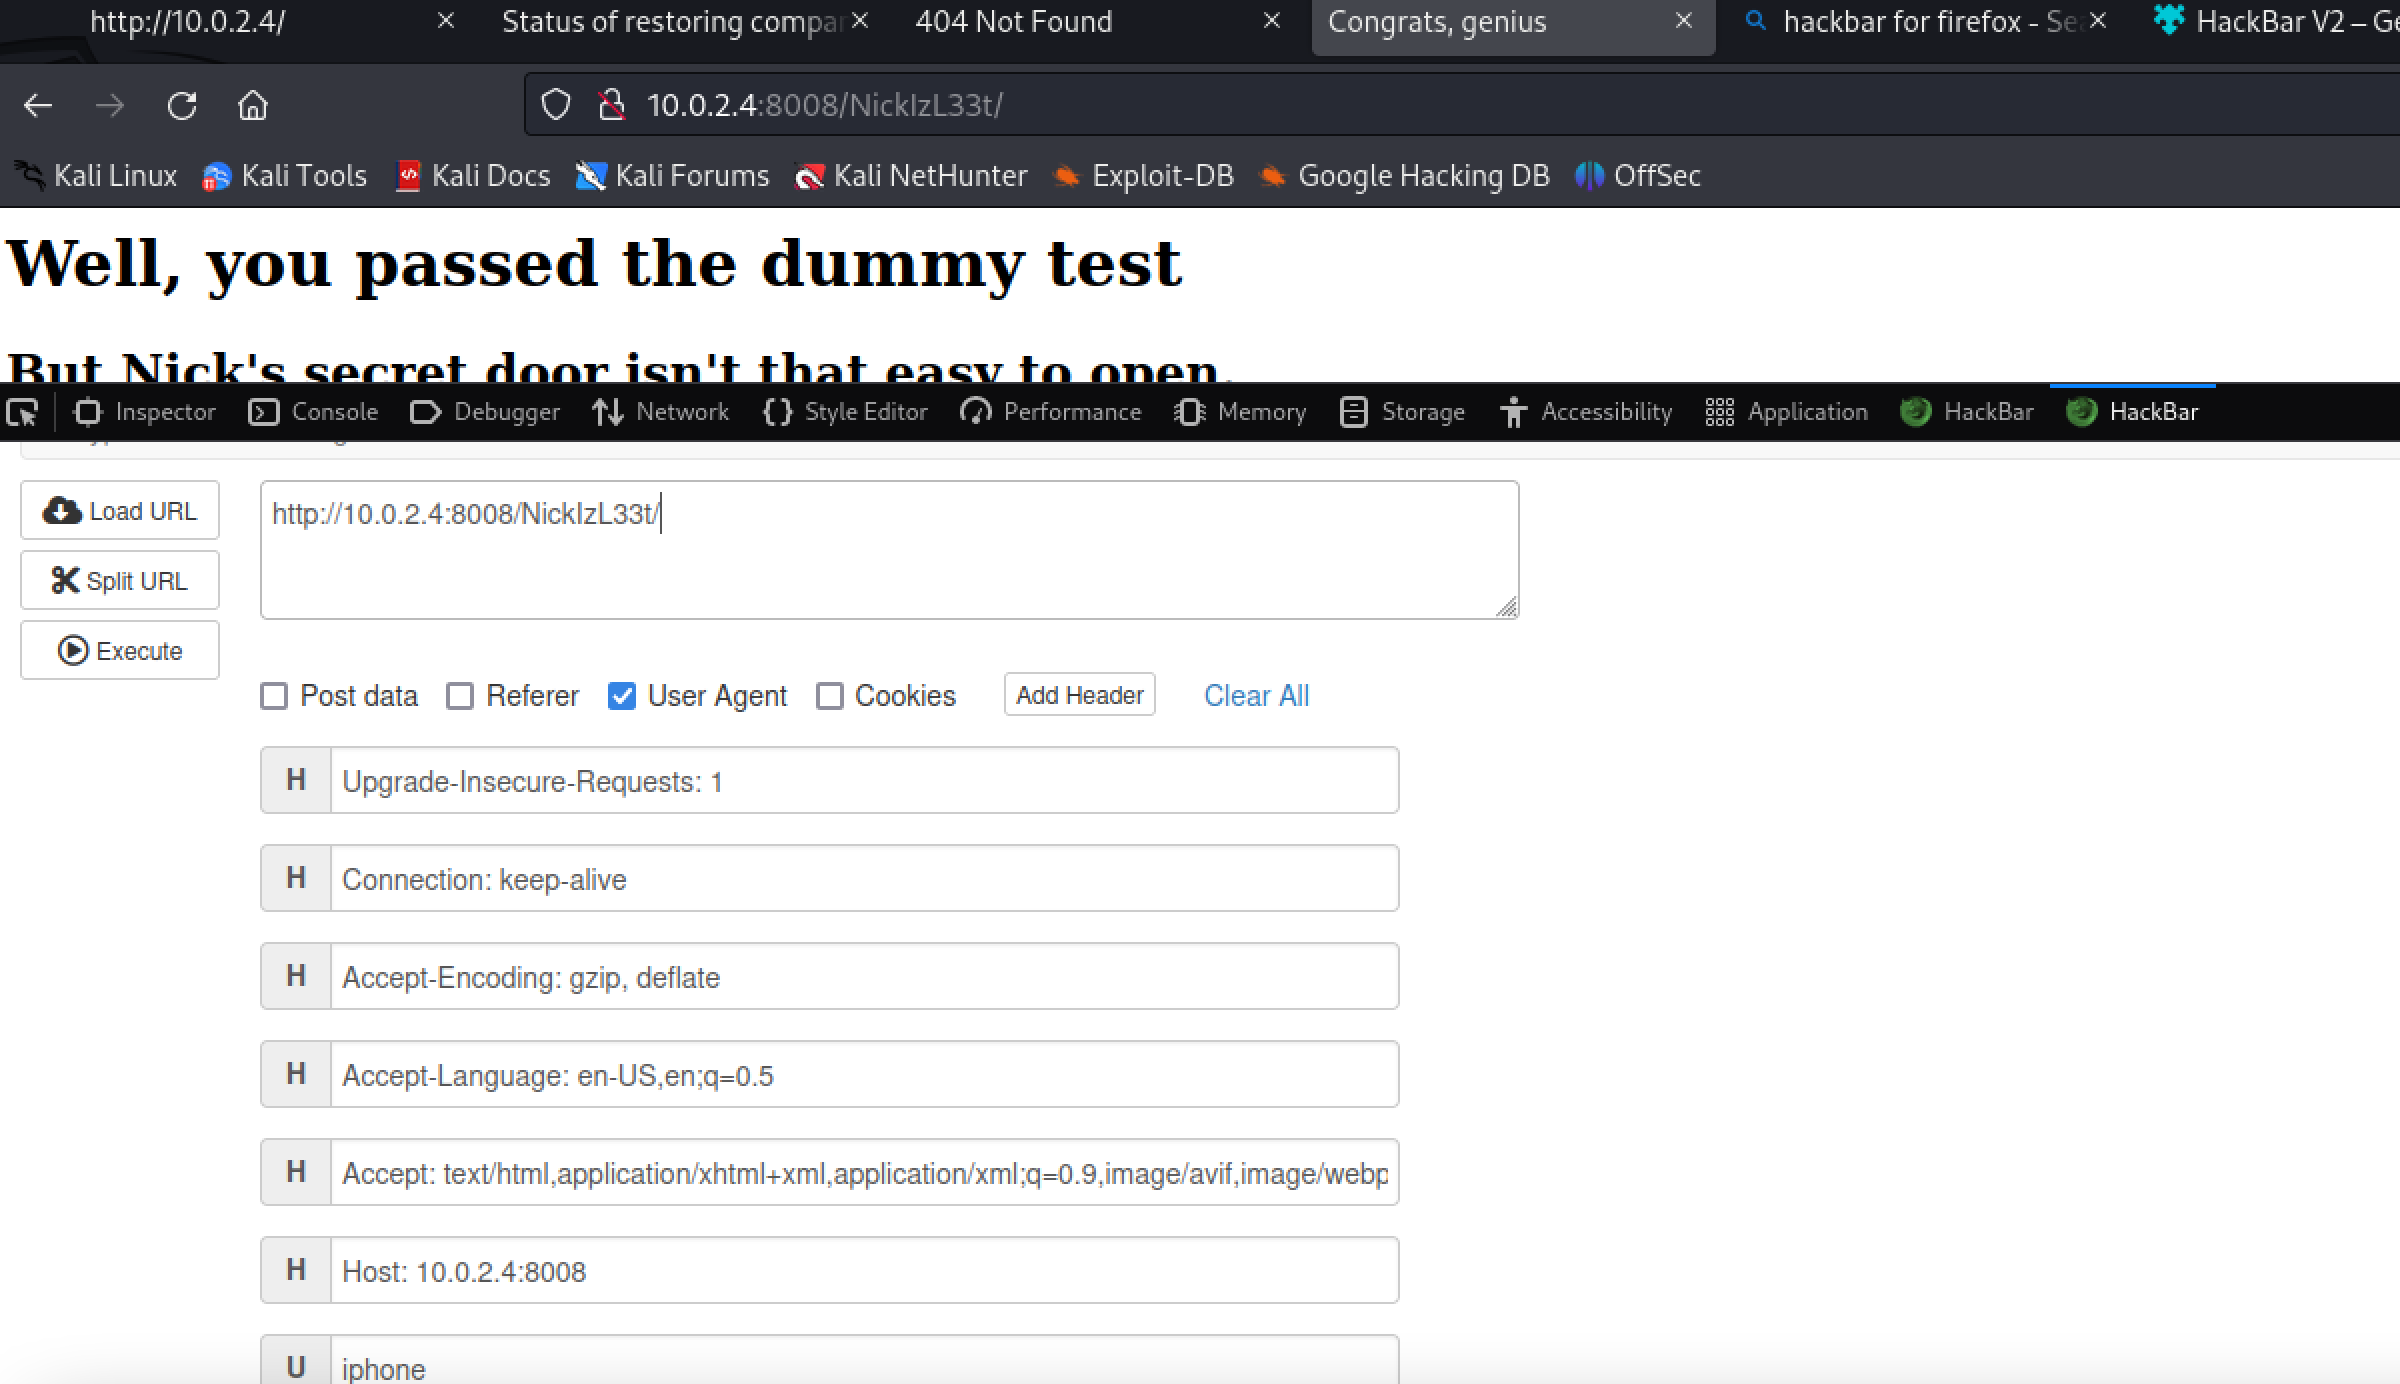 http://10.0.2.4/ Status of restoring compar 404 Not Found Congrats, genius hackbar for firefox - Sea HackBar V2 – Ge
10.0.2.4:8008/NickIzL33t/
Kali Linux Kali Tools Kali Docs Kali Forums Kali NetHunter Exploit-DB Google Hacking DB OffSec
Well, you passed the dummy test
But Nick's secret door isn't that easy to open.
Inspector Console Debugger Network Style Editor Performance Memory Storage Accessibility Application HackBar HackBar
Load URL http://10.0.2.4:8008/NickIzL33t/
Split URL
Execute
Post data Referer User Agent Cookies Add Header Clear All
H Upgrade-Insecure-Requests: 1
H Connection: keep-alive
H Accept-Encoding: gzip, deflate
H Accept-Language: en-US,en;q=0.5
H Accept: text/html,application/xhtml+xml,application/xml;q=0.9,image/avif,image/webp
H Host: 10.0.2.4:8008
U iphone